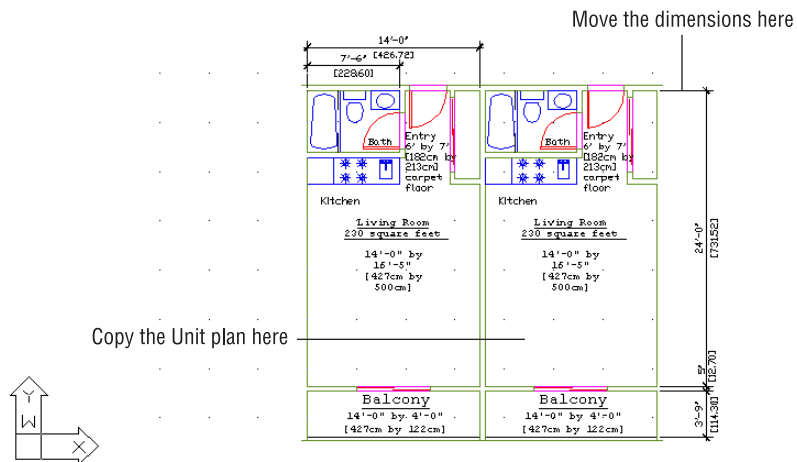 Move the dimensions here
14'-0"
[426.72]
7'-6"
[228.60]
Bath
Entry
6' by 7'
[182cm by
213cm]
carpet
floor
Bath
Entry
6' by 7'
[182cm by
213cm]
carpet
floor
KItchen
KItchen
Living Room
230 square feet
14'-0" by
16'-5"
[427cm by
500cm]
Living Room
230 square feet
14'-0" by
16'-5"
[427cm by
500cm]
24'-0"
[731.52]
Copy the Unit plan here
5"
[12.70]
Balcony
14'-0" by 4'-0"
[427cm by 122cm]
Balcony
14'-0" by 4'-0"
[427cm by 122cm]
3'-9"
[114.30]
Y
W
X